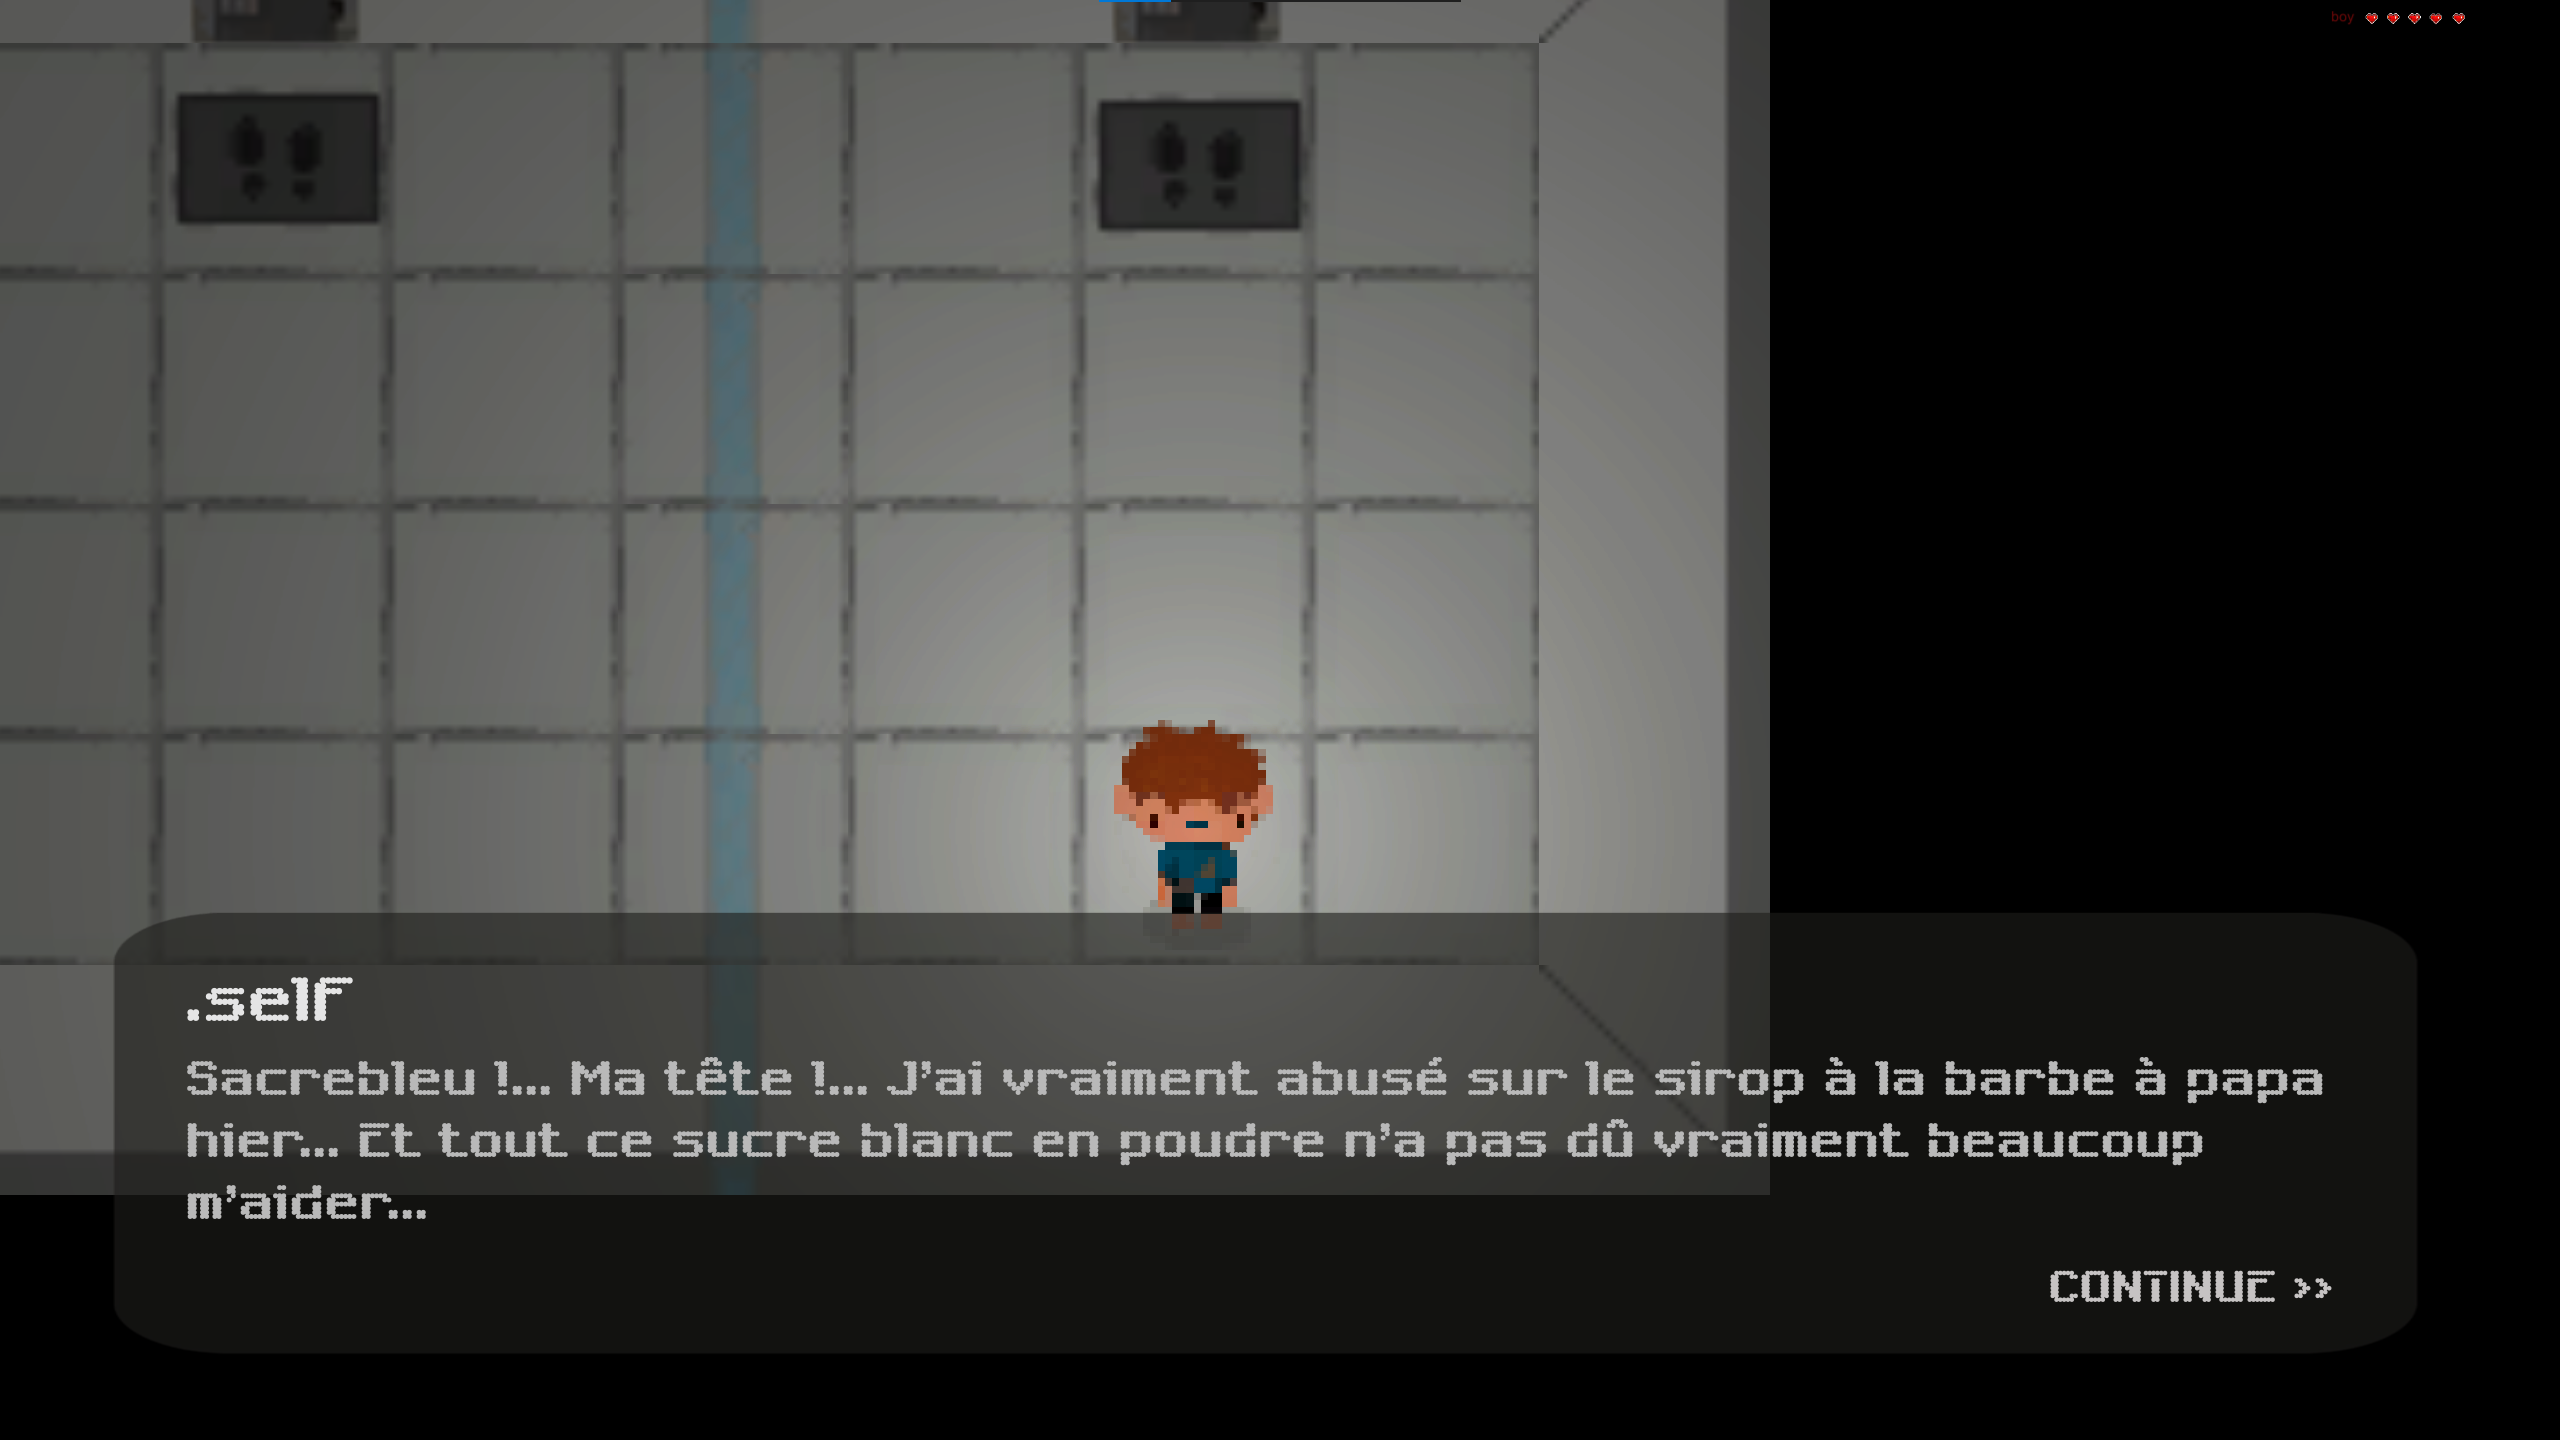 boy
.self
Sacrebleu !... Ma tête !... J'ai vraiment abusé sur le sirop à la barbe à papa
hier... Et tout ce sucre blanc en poudre n'a pas dû vraiment beaucoup
m'aider...
CONTINUE >>